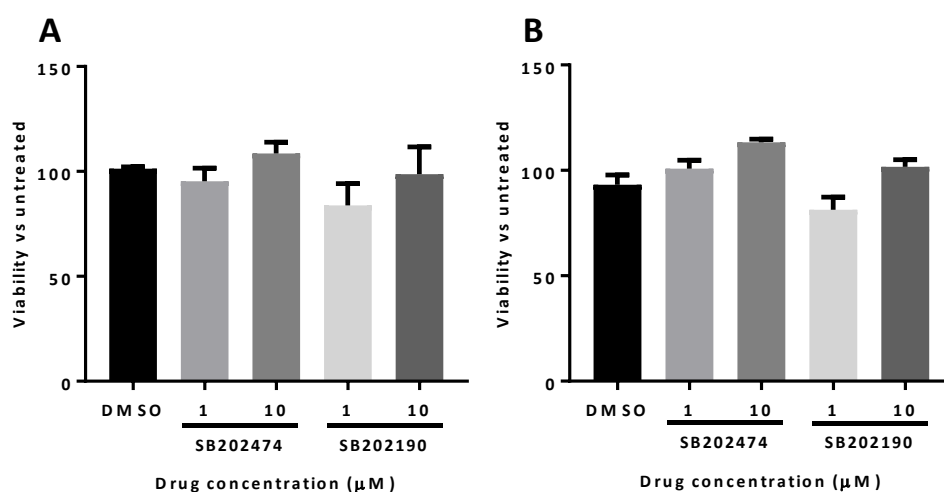 A
150
100
50
0
Viability vs untreated
DMSO 1 10 1 10
SB202474 SB202190
Drug concentration (µM)
B
150
100
50
0
Viability vs untreated
DMSO 1 10 1 10
SB202474 SB202190
Drug concentration (µM)